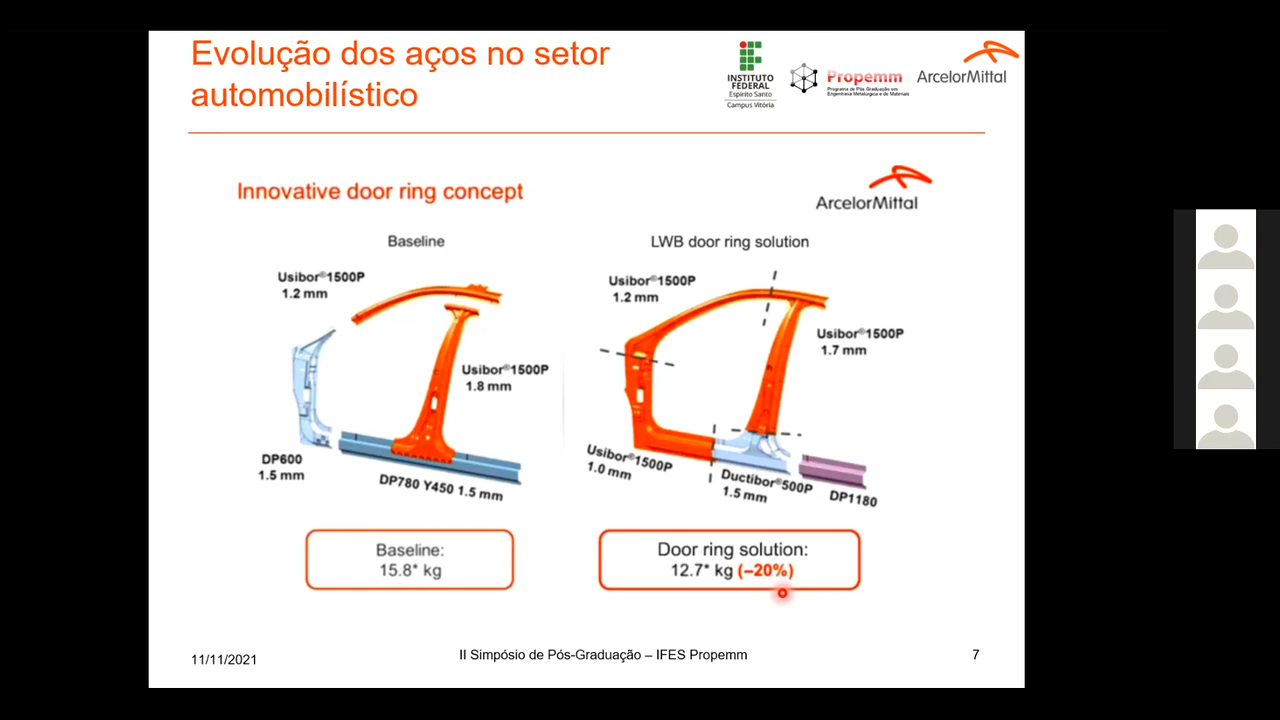 Evolução dos aços no setor
automobilístico
INSTITUTO
FEDERAL
Espírito Santo
Campus Vitória
Propemm
Programa de Pós Graduação em
Engenharia Metalúrgica e de Materiais
ArcelorMittal
Innovative door ring concept
ArcelorMittal
Baseline
Usibor®1500P
1.2 mm
Usibor®1500P
1.8 mm
DP600
1.5 mm
DP780 Y450 1.5 mm
Baseline:
15.8* kg
LWB door ring solution
Usibor®1500P
1.2 mm
Usibor®1500P
1.7 mm
Usibor®1500P
1.0 mm
Ductibor®500P
1.5 mm
DP1180
Door ring solution:
12.7* kg (–20%)
11/11/2021
II Simpósio de Pós-Graduação – IFES Propemm
7